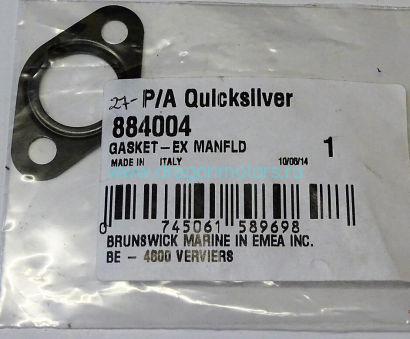 27- P/A Quicksilver
884004
GASKET-EX MANFLD 1
MADE IN ITALY 10/06/14
www.dragonmotors.ru
0 745061 589698
BRUNSWICK MARINE IN EMEA INC.
BE - 4800 VERVIERS